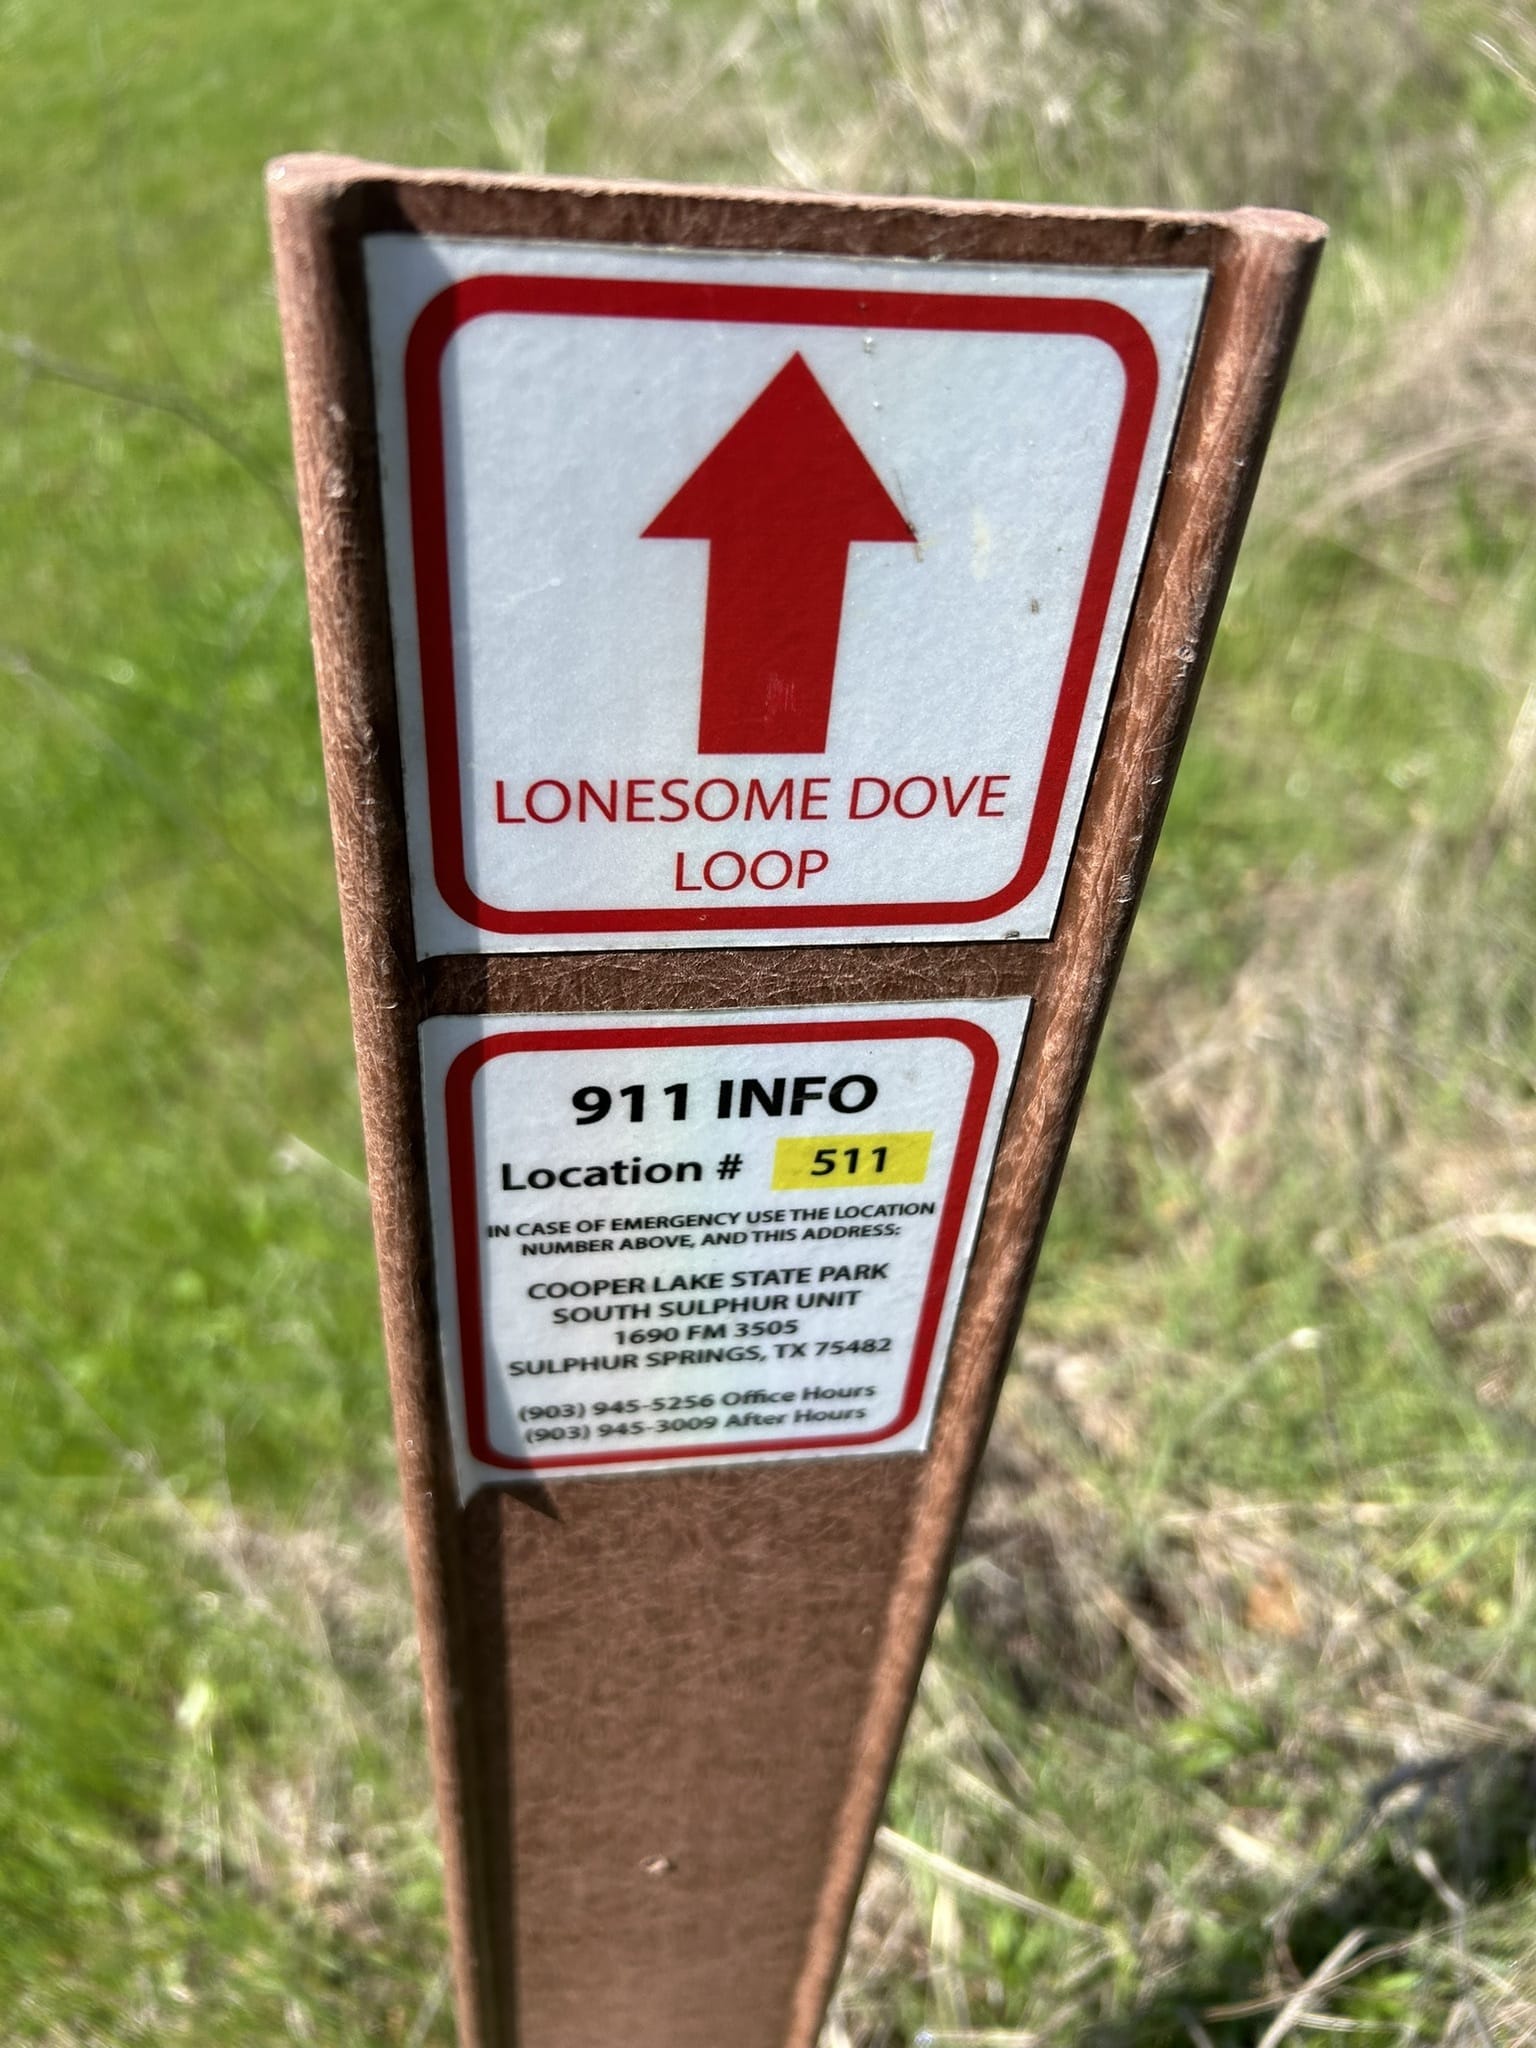 LONESOME DOVE
LOOP
911 INFO
Location # 511
IN CASE OF EMERGENCY USE THE LOCATION
NUMBER ABOVE, AND THIS ADDRESS:
COOPER LAKE STATE PARK
SOUTH SULPHUR UNIT
1690 FM 3505
SULPHUR SPRINGS, TX 75482
(903) 945-5256 Office Hours
(903) 945-3009 After Hours